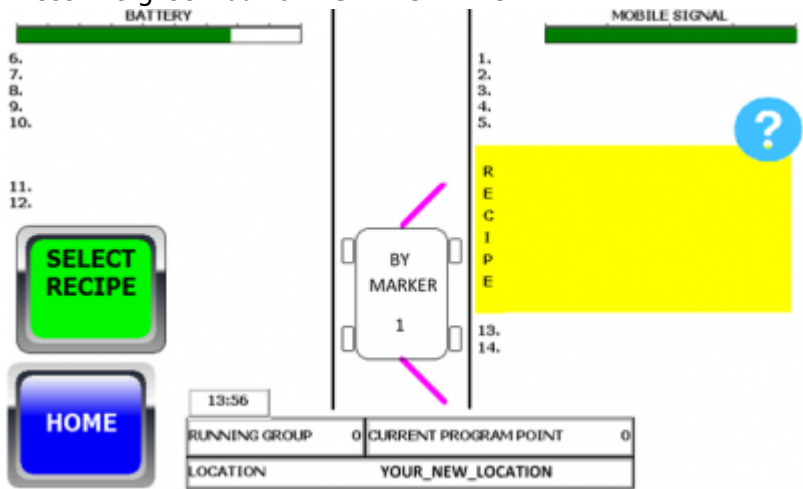 BATTERY
MOBILE SIGNAL
6.
7.
8.
9.
10.
11.
12.
1.
2.
3.
4.
5.
?
R
E
C
I
P
E
13.
14.
SELECT
RECIPE
BY
MARKER
1
HOME
13:56
RUNNING GROUP 0 CURRENT PROGRAM POINT 0
LOCATION YOUR_NEW_LOCATION